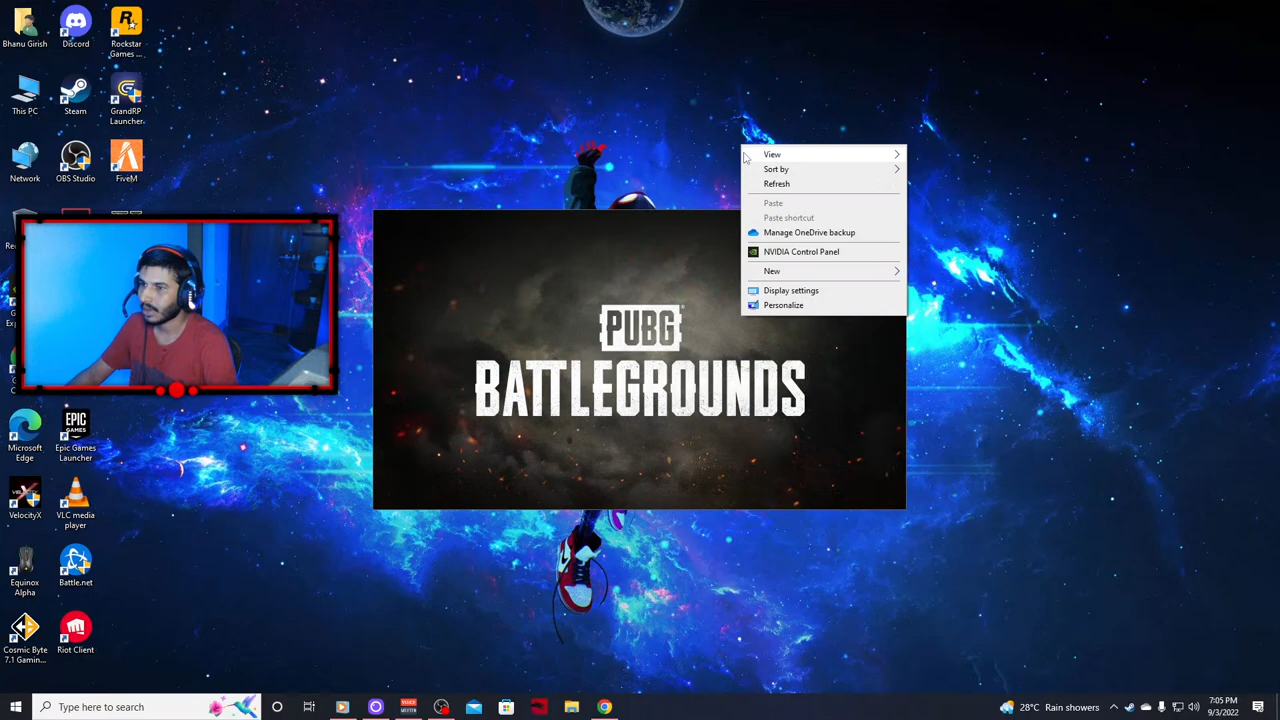 Bhanu Girish
Discord
Rockstar
Games ...
This PC
Steam
GrandRP
Launcher
Network
OBS Studio
FiveM
Microsoft
Edge
EPIC
GAMES
Epic Games
Launcher
VelocityX
VLC media
player
Equinox
Alpha
Battle.net
Cosmic Byte
7.1 Gamin...
Riot Client
View
Sort by
Refresh
Paste
Paste shortcut
Manage OneDrive backup
NVIDIA Control Panel
New
Display settings
Personalize
PUBG
BATTLEGROUNDS
Type here to search
28°C Rain showers
7:05 PM
9/3/2022